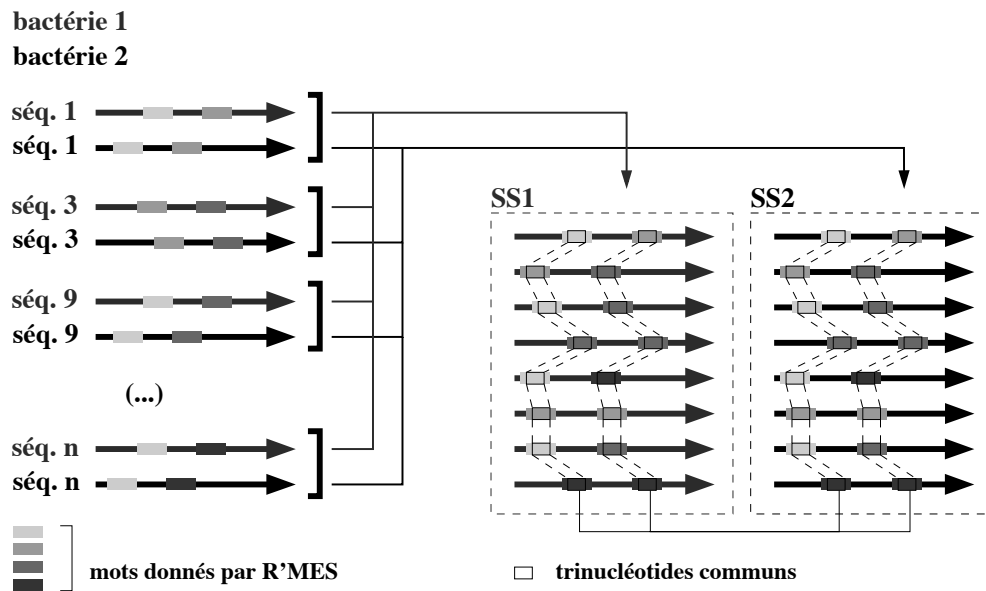 bactérie 1
bactérie 2
séq. 1
séq. 1
séq. 3
séq. 3
séq. 9
séq. 9
(...)
séq. n
séq. n
SS1
SS2
mots donnés par R'MES
trinucléotides communs